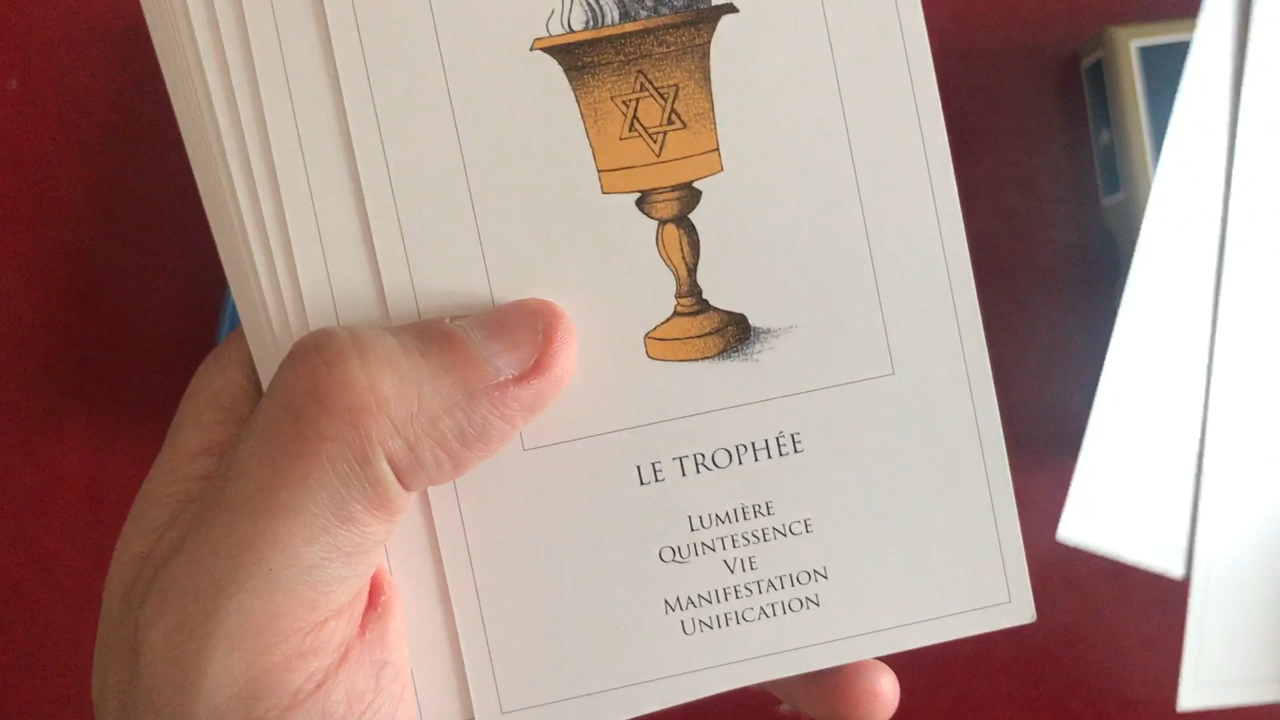 LE TROPHÉE
LUMIÈRE
QUINTESSENCE
VIE
MANIFESTATION
UNIFICATION